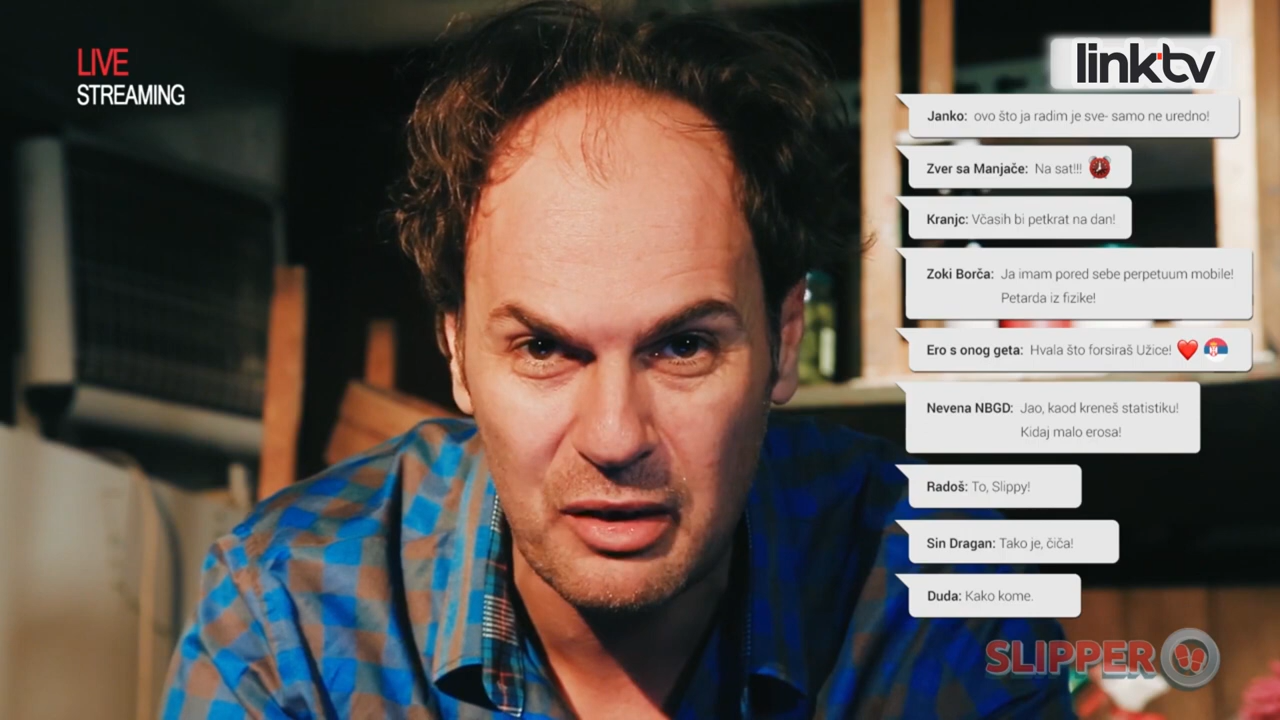 LIVE
STREAMING
linktv
Janko: ovo što ja radim je sve- samo ne uredno!
Zver sa Manjače: Na sat!!!
Kranjc: Včasih bi petkrat na dan!
Zoki Borča: Ja imam pored sebe perpetuum mobile!
Petarda iz fizike!
Ero s onog geta: Hvala što forsiraš Užice!
Nevena NBGD: Jao, kaod kreneš statistiku!
Kidaj malo erosa!
Radoš: To, Slippy!
Sin Dragan: Tako je, čiča!
Duda: Kako kome.
SLIPPER